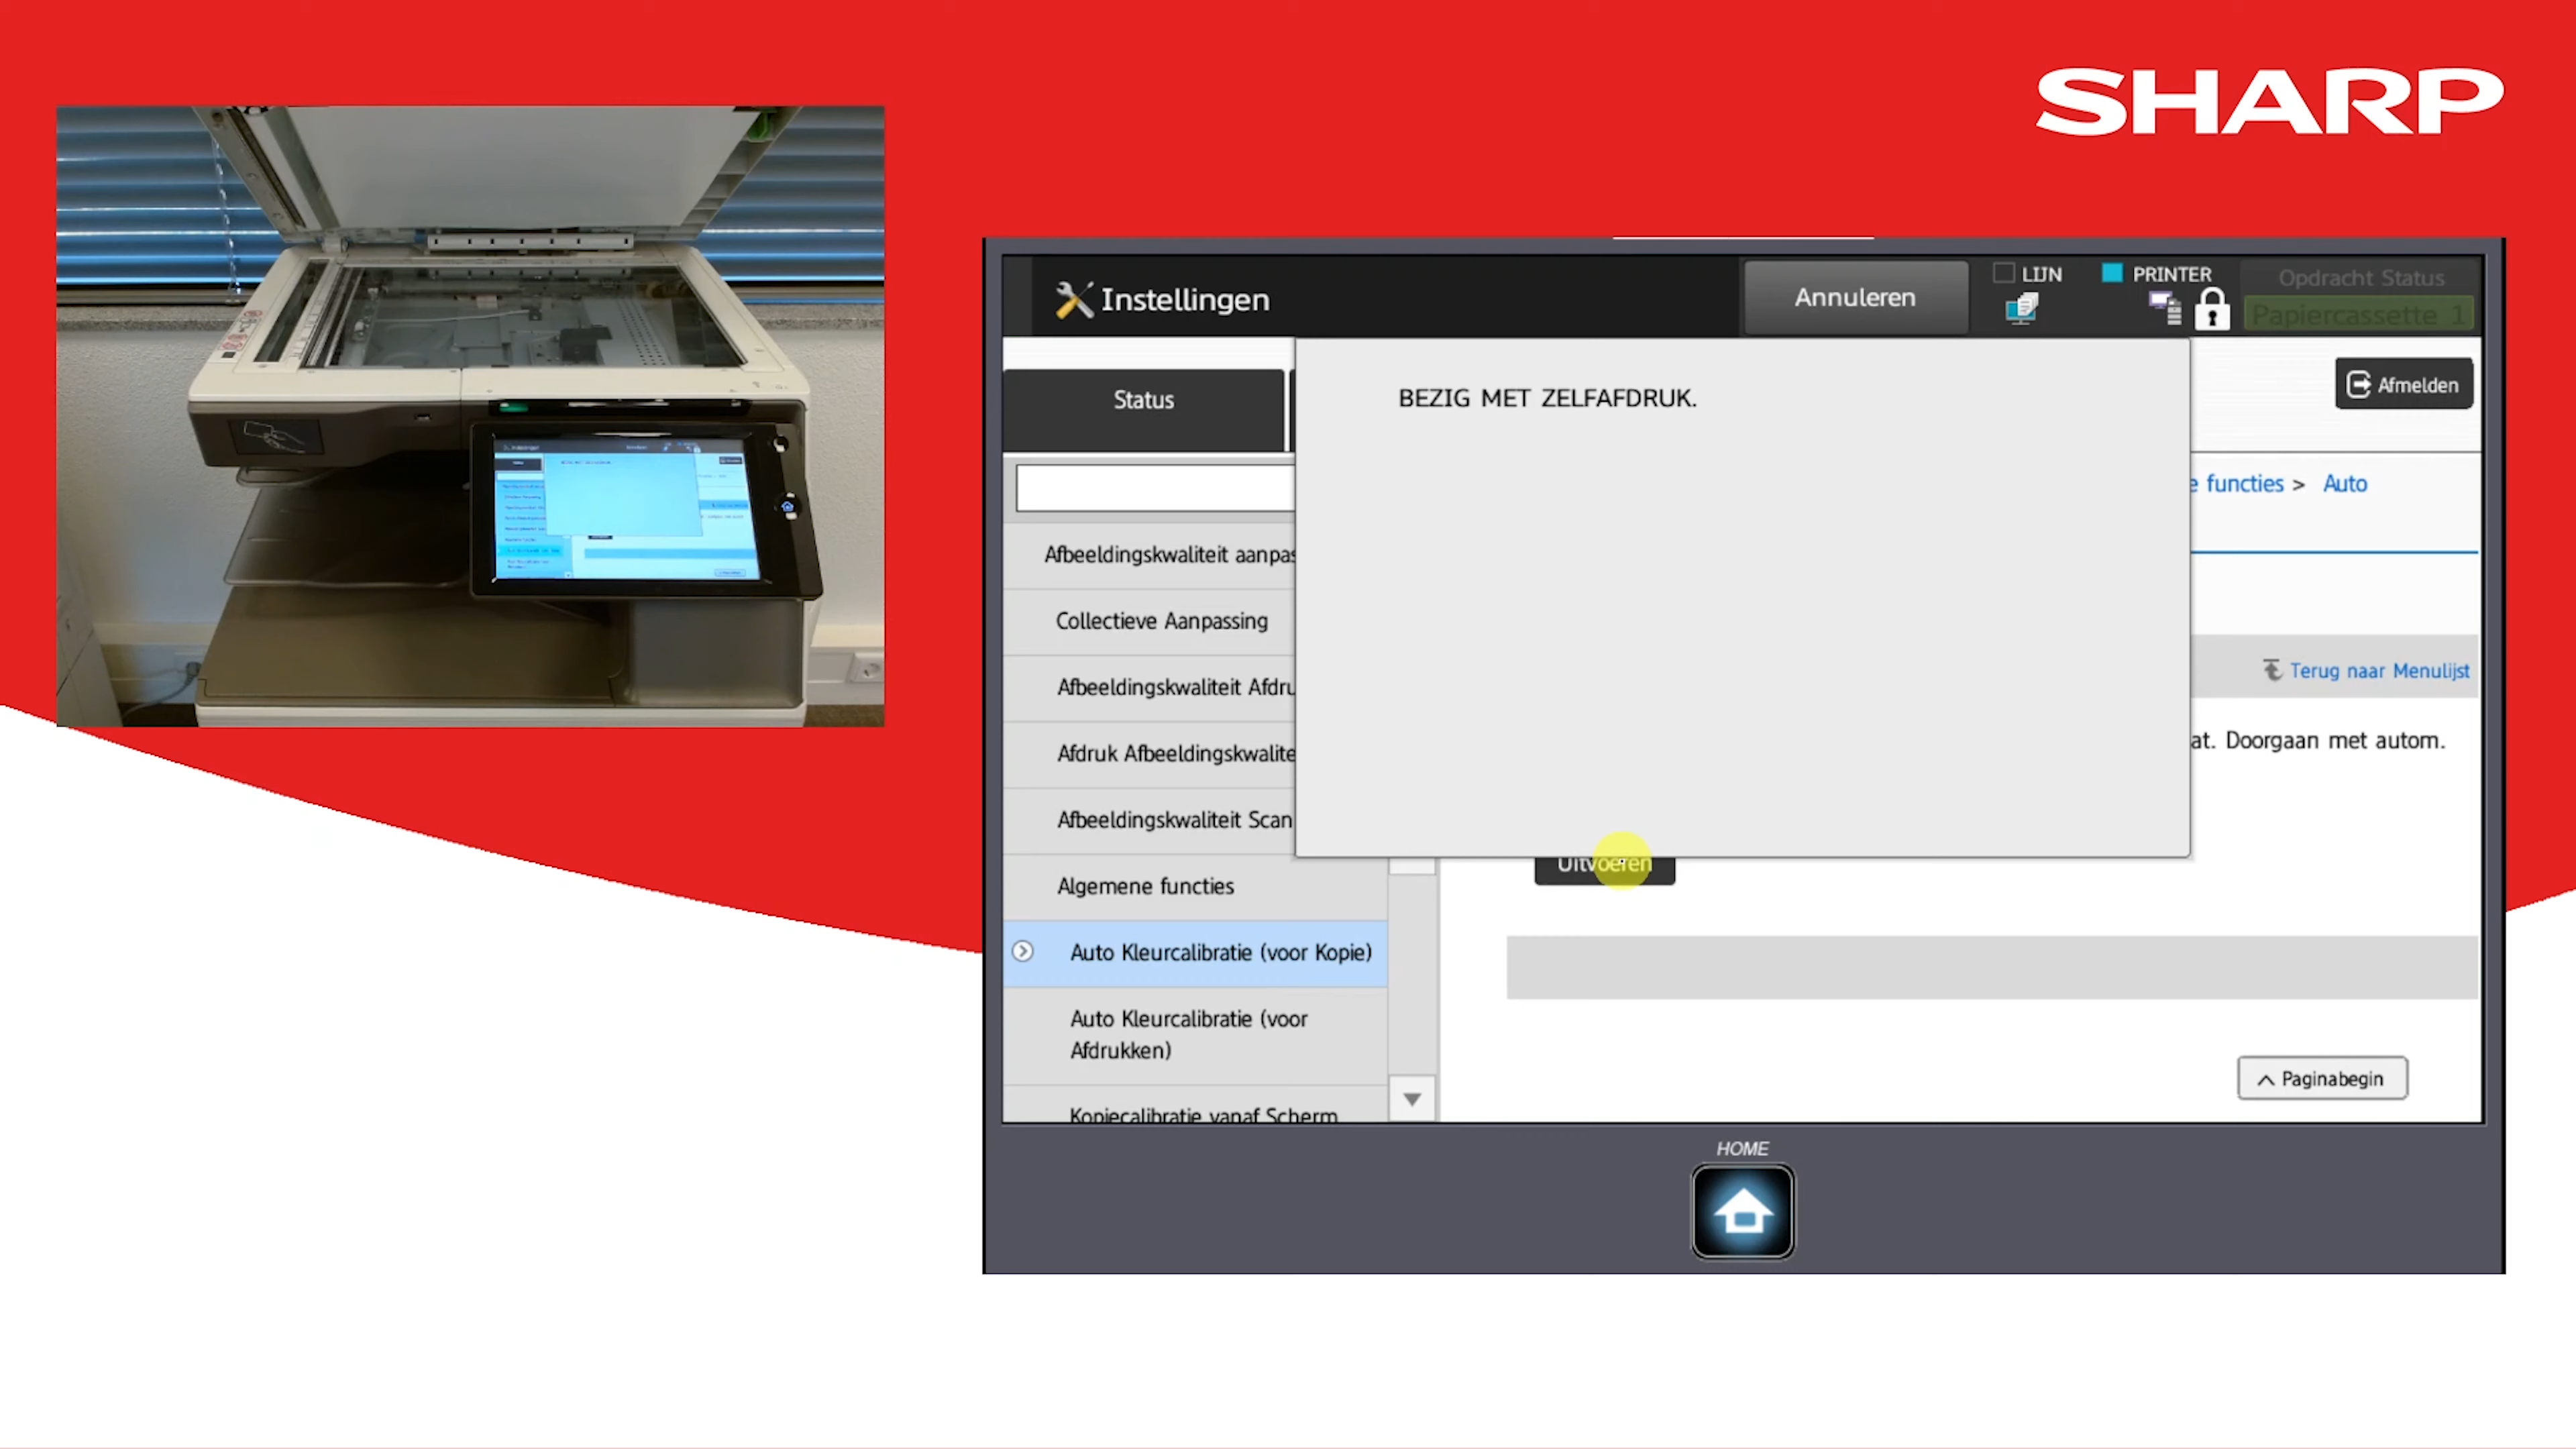 SHARP
Instellingen
Annuleren
LIJN
PRINTER
Opdracht Status
Papiercassette 1
Status
BEZIG MET ZELFAFDRUK.
Afmelden
functies > Auto
Afbeeldingskwaliteit aanpas
Collectieve Aanpassing
Afbeeldingskwaliteit Afdru
Terug naar Menulijst
Afdruk Afbeeldingskwalite
at. Doorgaan met autom.
Afbeeldingskwaliteit Scan
Uitvoeren
Algemene functies
Auto Kleurcalibratie (voor Kopie)
Auto Kleurcalibratie (voor
Afdrukken)
Paginabegin
Kopiecalibratie vanaf Scherm
HOME